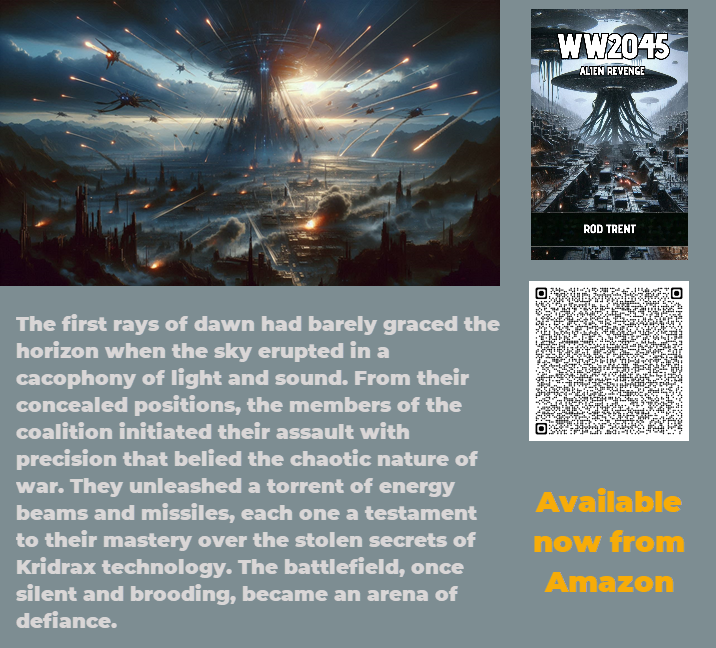 WW2045
ALIEN REVENGE
ROD TRENT
The first rays of dawn had barely graced the
horizon when the sky erupted in a
cacophony of light and sound. From their
concealed positions, the members of the
coalition initiated their assault with
precision that belied the chaotic nature of
war. They unleashed a torrent of energy
beams and missiles, each one a testament
to their mastery over the stolen secrets of
Kridrax technology. The battlefield, once
silent and brooding, became an arena of
defiance.
Available
now from
Amazon